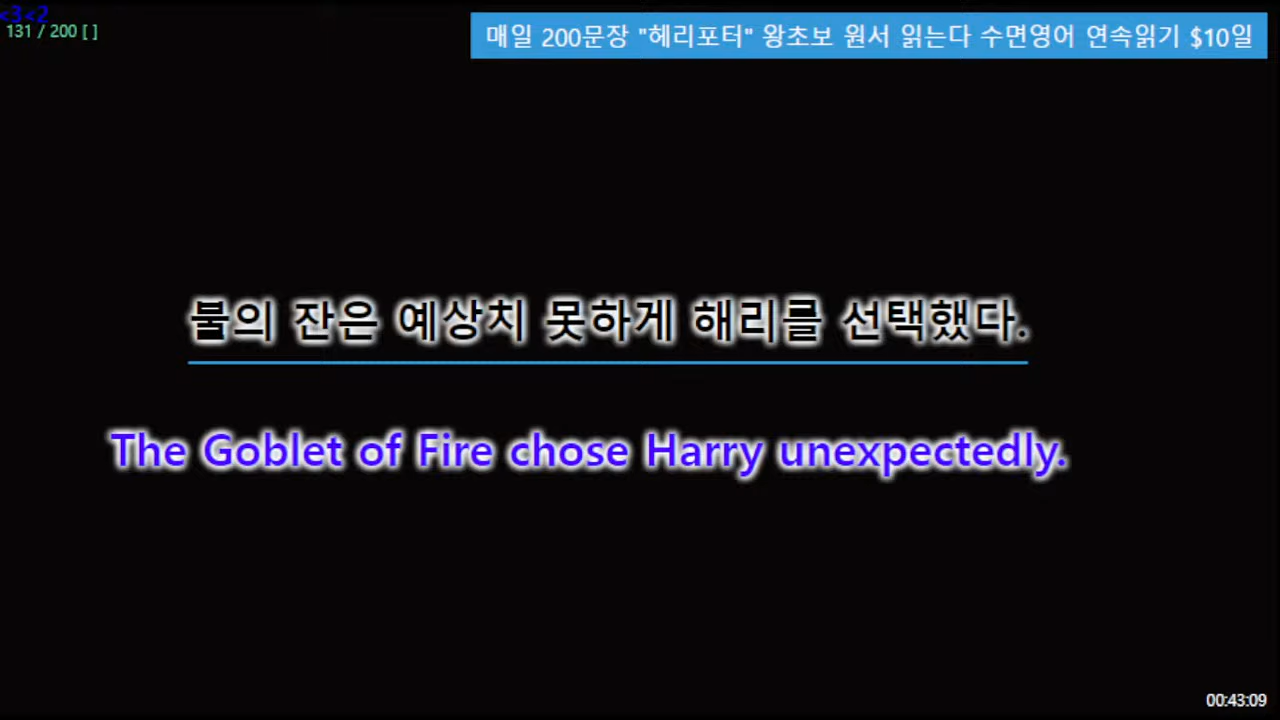 <3<2
131 / 200 [ ]
매일 200문장 "헤리포터" 왕초보 원서 읽는다 수면영어 연속읽기 $10일
불의 잔은 예상치 못하게 해리를 선택했다.
The Goblet of Fire chose Harry unexpectedly.
00:43:09